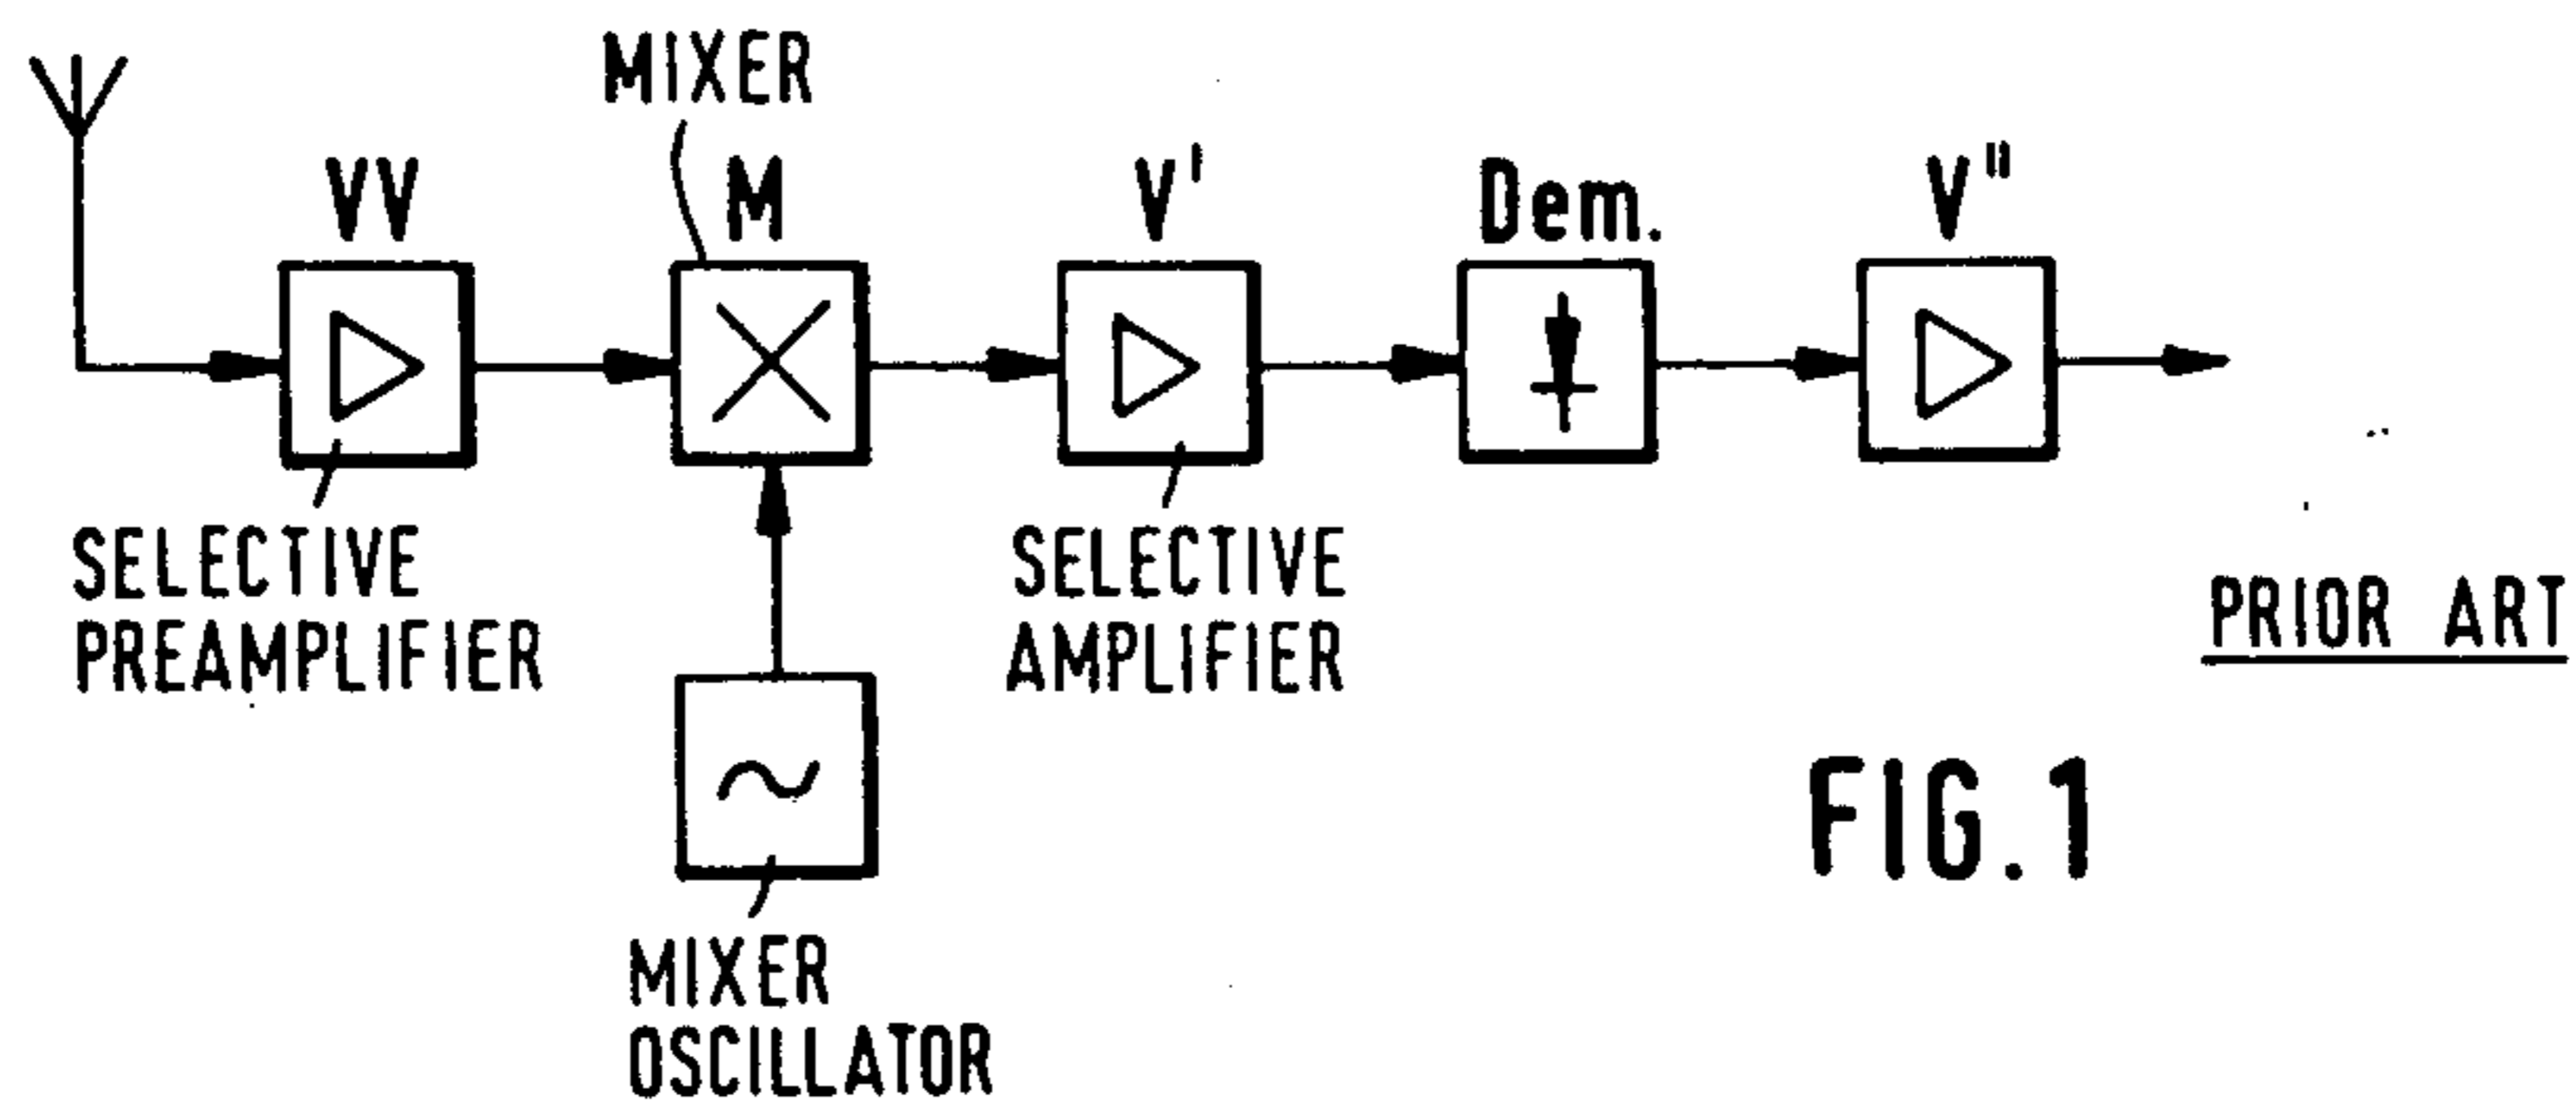 MIXER
VV
M
V'
Dem.
V"
SELECTIVE
PREAMPLIFIER
SELECTIVE
AMPLIFIER
PRIOR ART
MIXER
OSCILLATOR
FIG.1